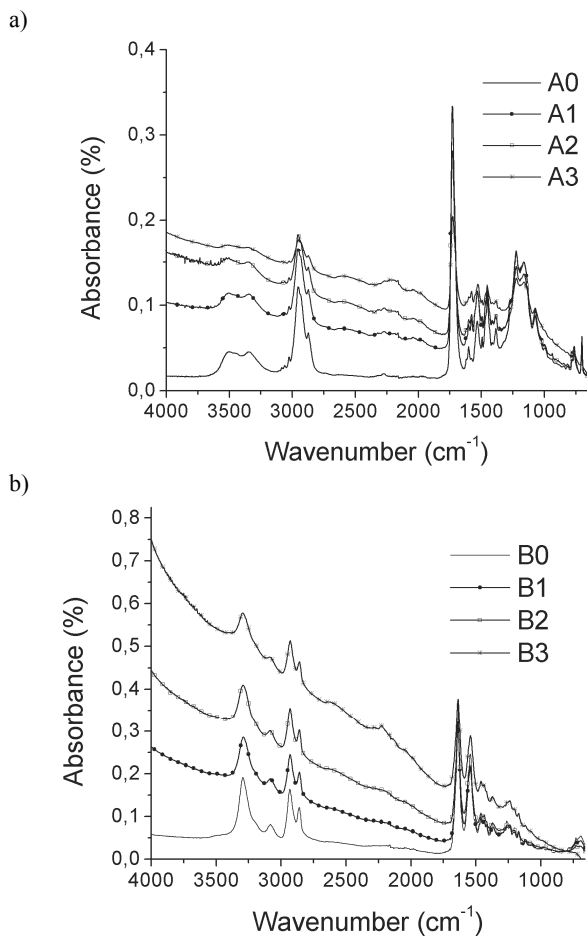 a)
0,4
0,3
0,2
0,1
0,0
Absorbance (%)
A0
A1
A2
A3
4000 3500 3000 2500 2000 1500 1000
Wavenumber (cm⁻¹)
b)
0,8
0,7
0,6
0,5
0,4
0,3
0,2
0,1
0,0
Absorbance (%)
B0
B1
B2
B3
4000 3500 3000 2500 2000 1500 1000
Wavenumber (cm⁻¹)